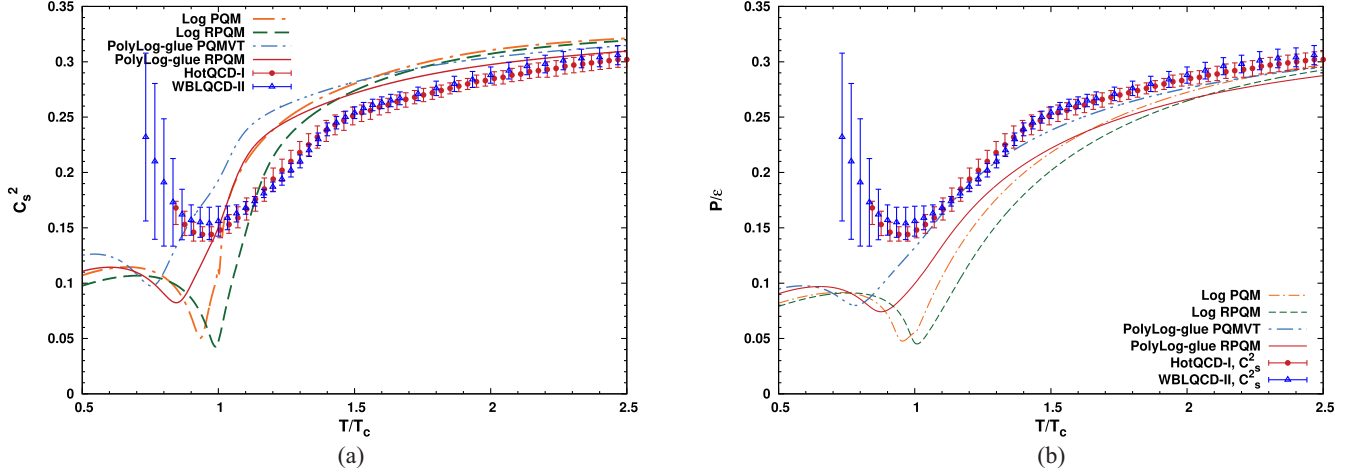 Log PQM
Log RPQM
PolyLog-glue PQMVT
PolyLog-glue RPQM
HotQCD-I
WBLQCD-II
0.35
0.3
0.25
0.2
0.15
0.1
0.05
0
C_s^2
0.5
1
1.5
2
2.5
T/T_c
(a)
0.35
0.3
0.25
0.2
0.15
0.1
0.05
0
P/ε
Log PQM
Log RPQM
PolyLog-glue PQMVT
PolyLog-glue RPQM
HotQCD-I, C^2_s
WBLQCD-II, C^2_s
0.5
1
1.5
2
2.5
T/T_c
(b)